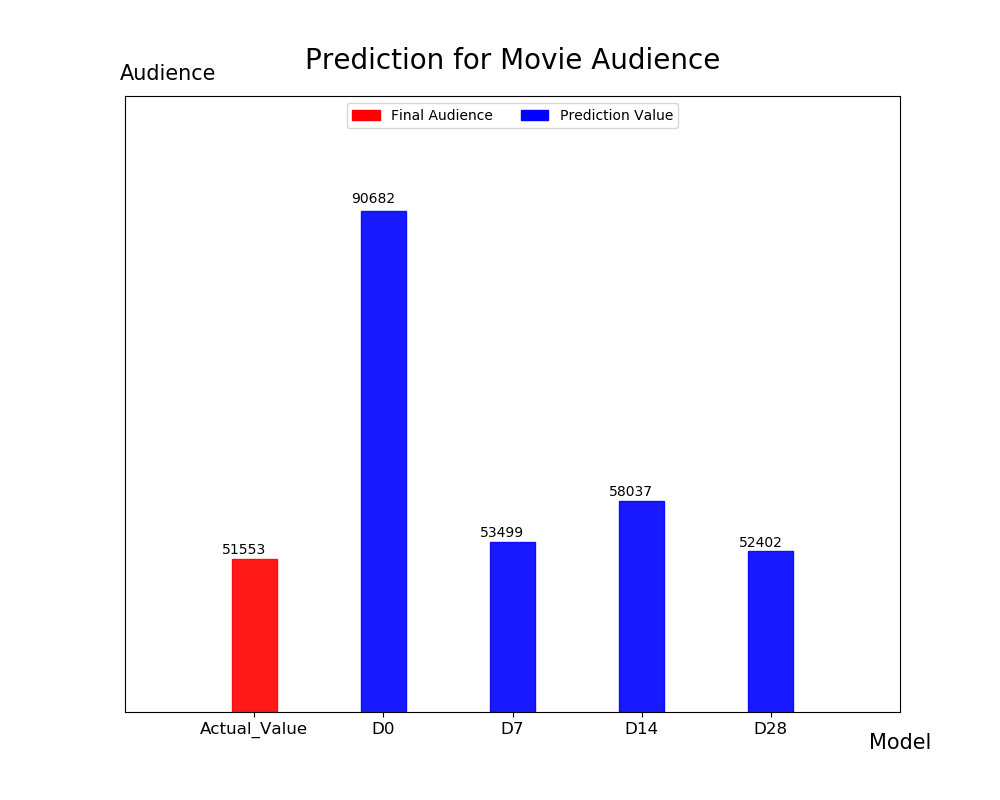 Prediction for Movie Audience
Audience
Final Audience
Prediction Value
90682
58037
53499
52402
51553
Actual_Value
D0
D7
D14
D28
Model